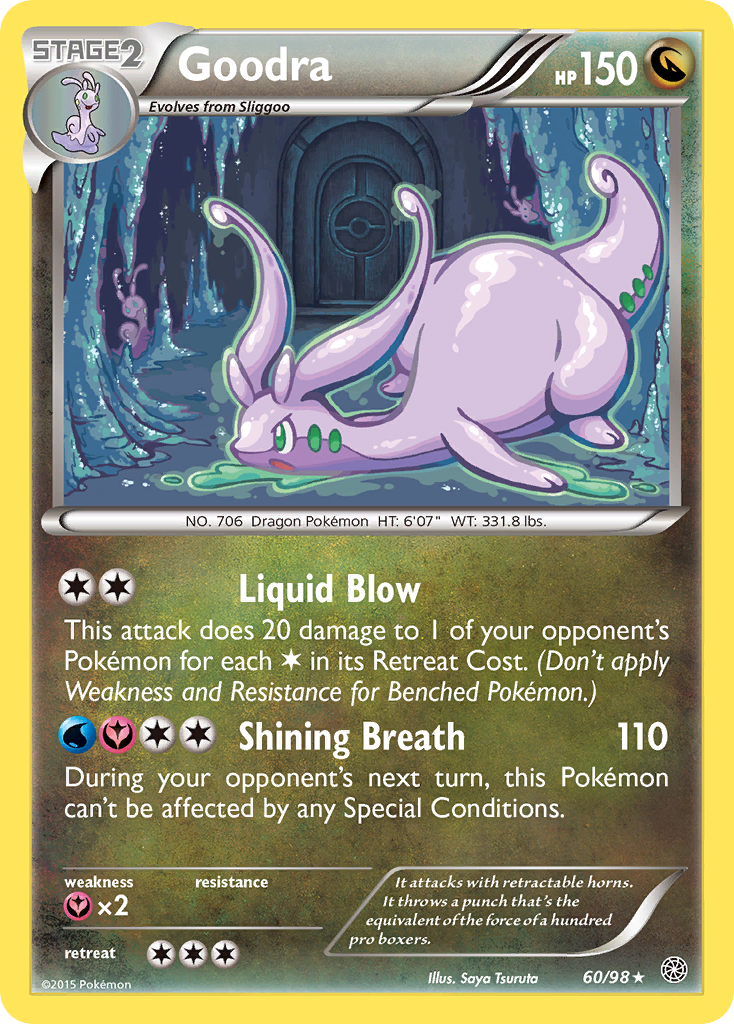 STAGE2
Goodra
HP150
Evolves from Sliggoo
NO. 706 Dragon Pokémon HT: 6'07" WT: 331.8 lbs.
Liquid Blow
This attack does 20 damage to 1 of your opponent's
Pokémon for each in its Retreat Cost. (Don't apply
Weakness and Resistance for Benched Pokémon.)
Shining Breath 110
During your opponent's next turn, this Pokémon
can't be affected by any Special Conditions.
weakness resistance
×2
retreat
It attacks with retractable horns.
It throws a punch that's the
equivalent of the force of a hundred
pro boxers.
©2015 Pokémon
Illus. Saya Tsuruta
60/98★